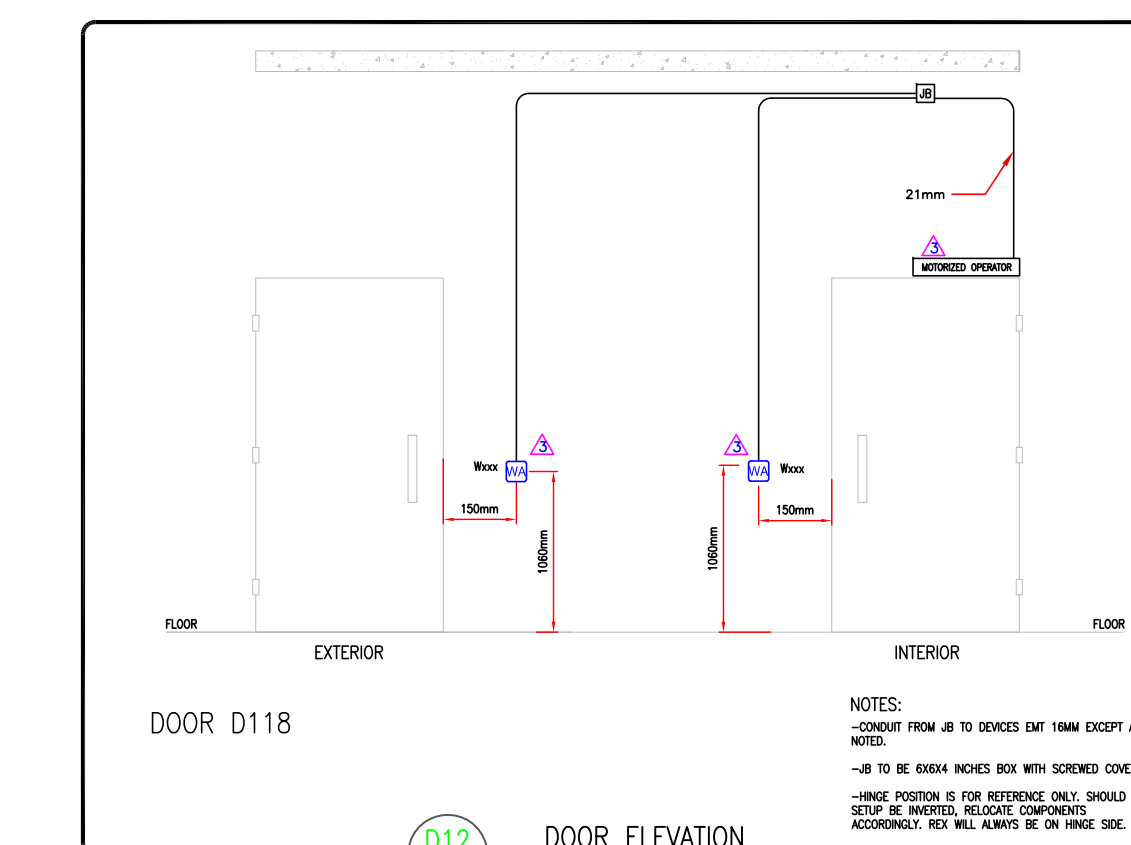 JB
21mm
3
MOTORIZED OPERATOR
3
3
Wxxx
WA
WA
Wxxx
150mm
150mm
1060mm
1060mm
FLOOR
FLOOR
EXTERIOR
INTERIOR
DOOR D118
NOTES:
-CONDUIT FROM JB TO DEVICES EMT 16MM EXCEPT
NOTED.
-JB TO BE 6X6X4 INCHES BOX WITH SCREWED COVE
-HINGE POSITION IS FOR REFERENCE ONLY. SHOULD
SETUP BE INVERTED, RELOCATE COMPONENTS
ACCORDINGLY. REX WILL ALWAYS BE ON HINGE SIDE.
D12
DOOR ELEVATION